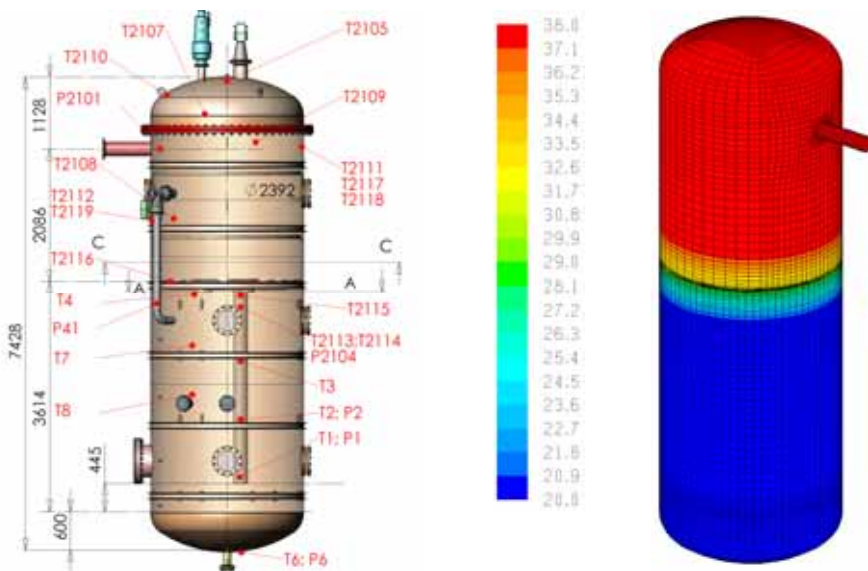 T2107
T2105
T2110
P2101
T2109
1128
T2108
T2111
T2117
T2118
T2112
T2119
∅2392
2086
C
C
T2116
A
A
T4
T2115
P41
T2113;T2114
P2104
T7
7428
T3
3614
T8
T2; P2
T1; P1
445
600
T6; P6
38.0
37.1
36.2
35.3
34.4
33.5
32.6
31.7
30.8
29.9
29.0
28.1
27.2
26.3
25.4
24.5
23.6
22.7
21.8
20.9
20.0